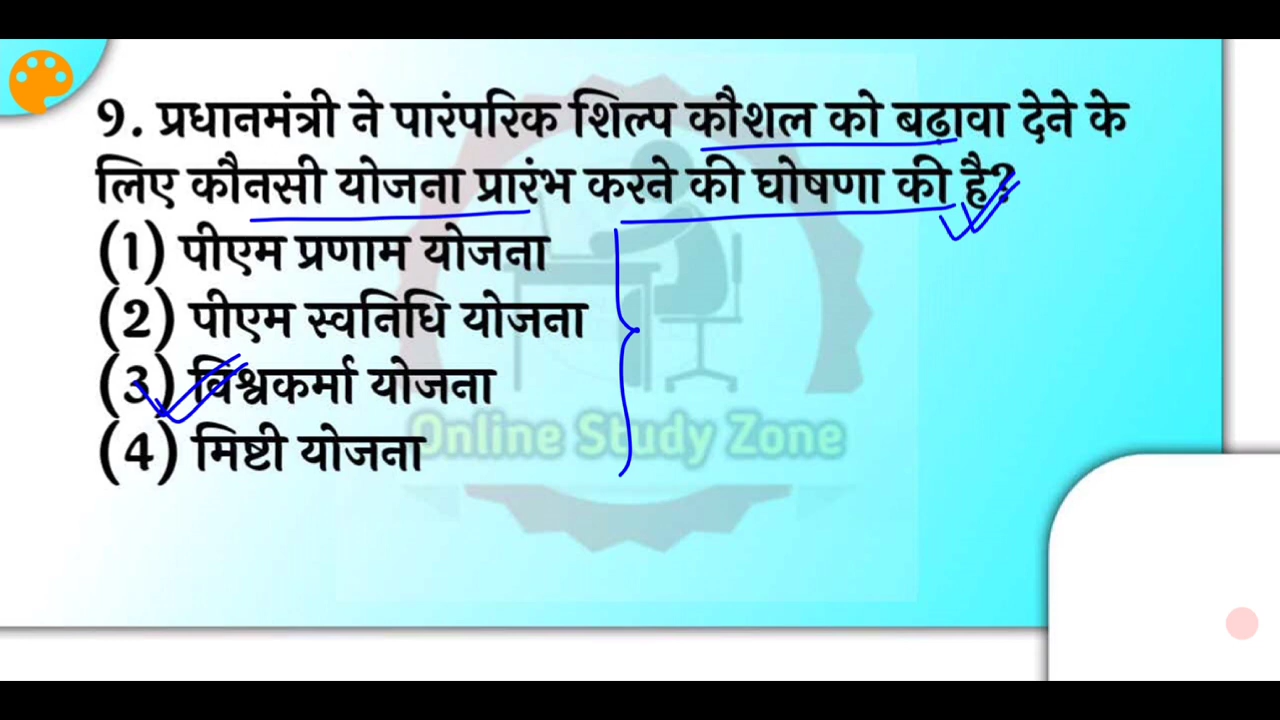 9. प्रधानमंत्री ने पारंपरिक शिल्प कौशल को बढ़ावा देने के
लिए कौनसी योजना प्रारंभ करने की घोषणा की है?
(1) पीएम प्रणाम योजना
(2) पीएम स्वनिधि योजना
(3) विश्वकर्मा योजना
(4) मिष्टी योजना
Online Study Zone